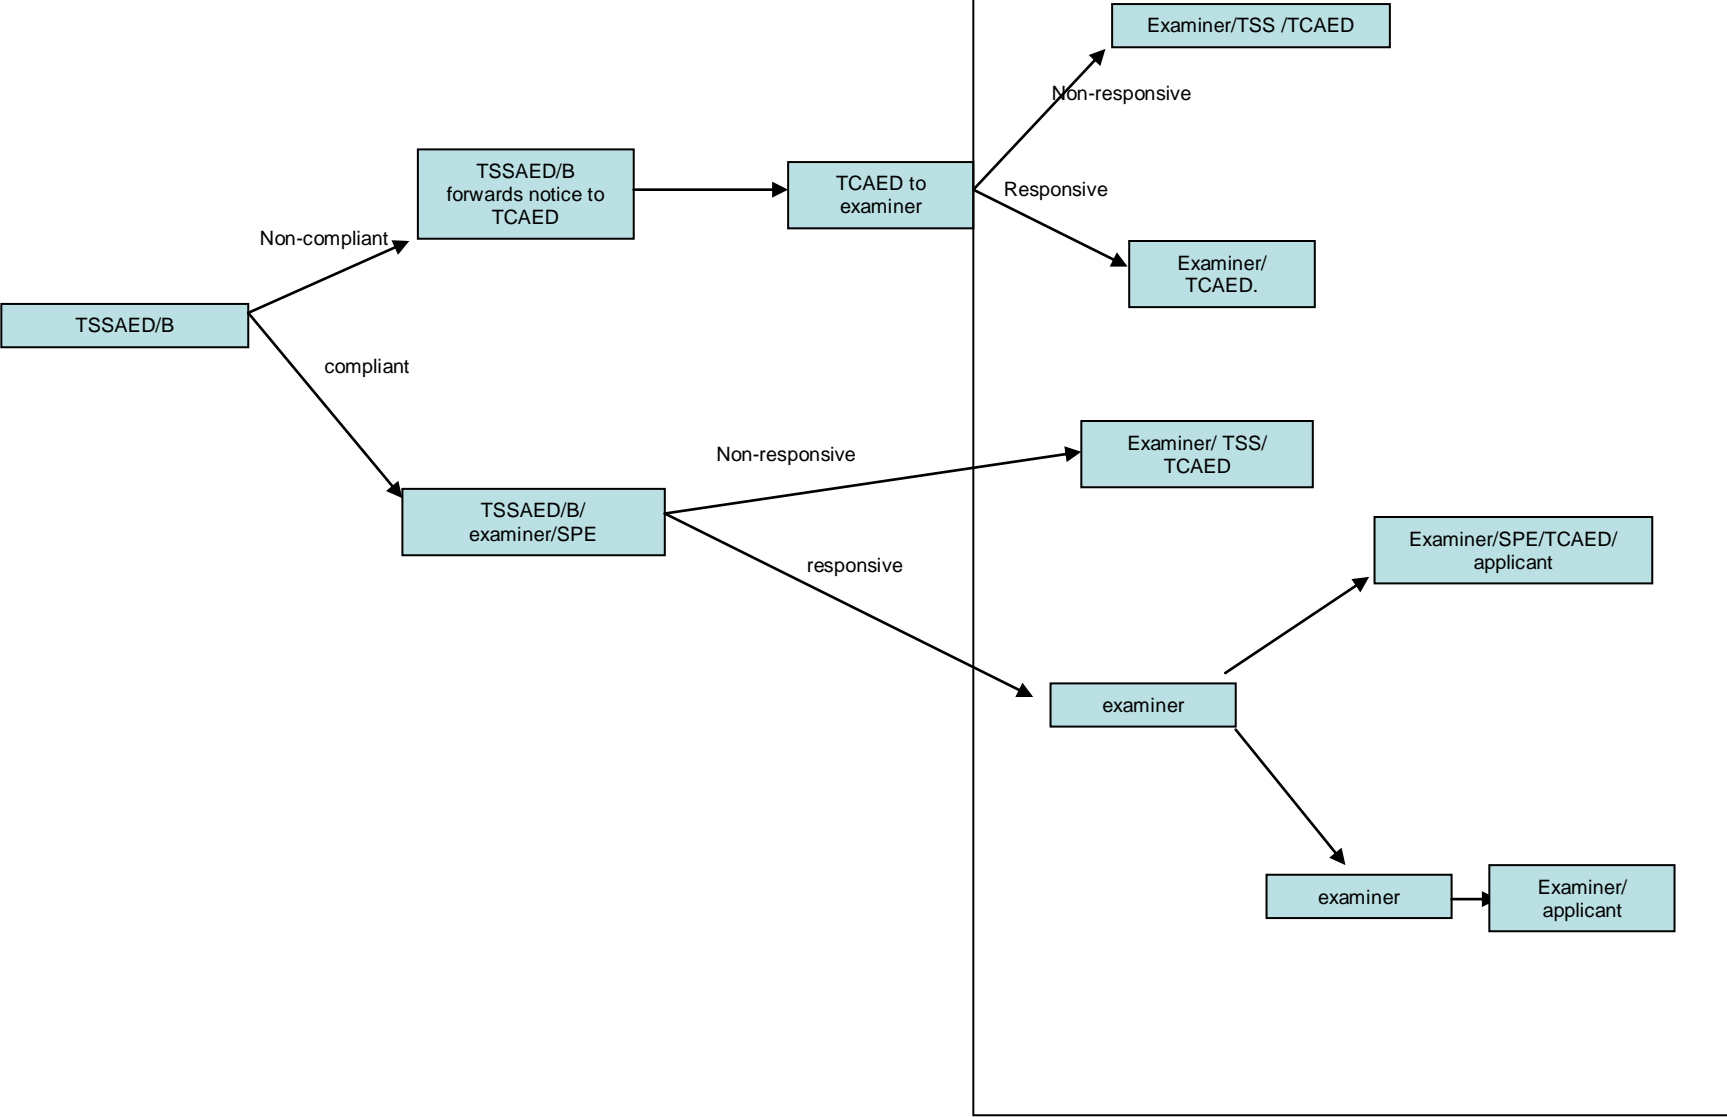 Examiner/TSS /TCAED
Non-responsive
TSSAED/B
forwards notice to
TCAED
TCAED to
examiner
Responsive
Non-compliant
Examiner/
TCAED.
TSSAED/B
compliant
Non-responsive
Examiner/ TSS/
TCAED
TSSAED/B/
examiner/SPE
responsive
Examiner/SPE/TCAED/
applicant
examiner
examiner
Examiner/
applicant